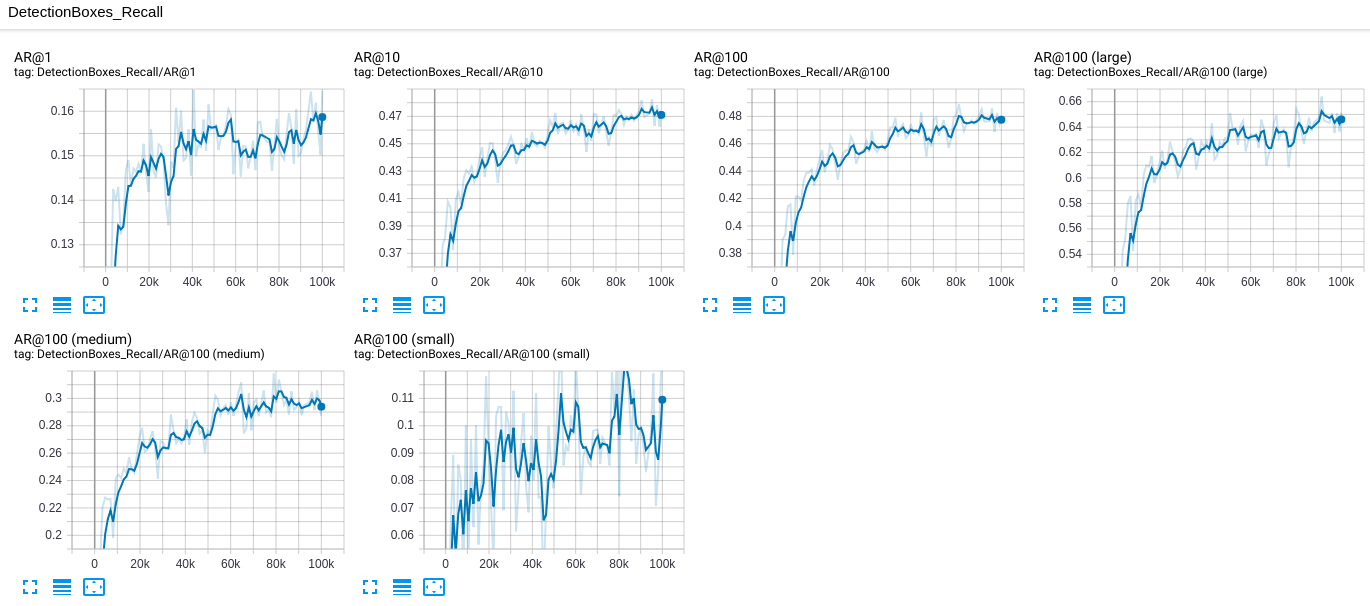 DetectionBoxes_Recall
AR@1
tag: DetectionBoxes_Recall/AR@1
0.16
0.15
0.14
0.13
0 20k 40k 60k 80k 100k
AR@10
tag: DetectionBoxes_Recall/AR@10
0.47
0.45
0.43
0.41
0.39
0.37
0 20k 40k 60k 80k 100k
AR@100
tag: DetectionBoxes_Recall/AR@100
0.48
0.46
0.44
0.42
0.4
0.38
0 20k 40k 60k 80k 100k
AR@100 (large)
tag: DetectionBoxes_Recall/AR@100 (large)
0.66
0.64
0.62
0.6
0.58
0.56
0.54
0 20k 40k 60k 80k 100k
AR@100 (medium)
tag: DetectionBoxes_Recall/AR@100 (medium)
0.3
0.28
0.26
0.24
0.22
0.2
0 20k 40k 60k 80k 100k
AR@100 (small)
tag: DetectionBoxes_Recall/AR@100 (small)
0.11
0.1
0.09
0.08
0.07
0.06
0 20k 40k 60k 80k 100k